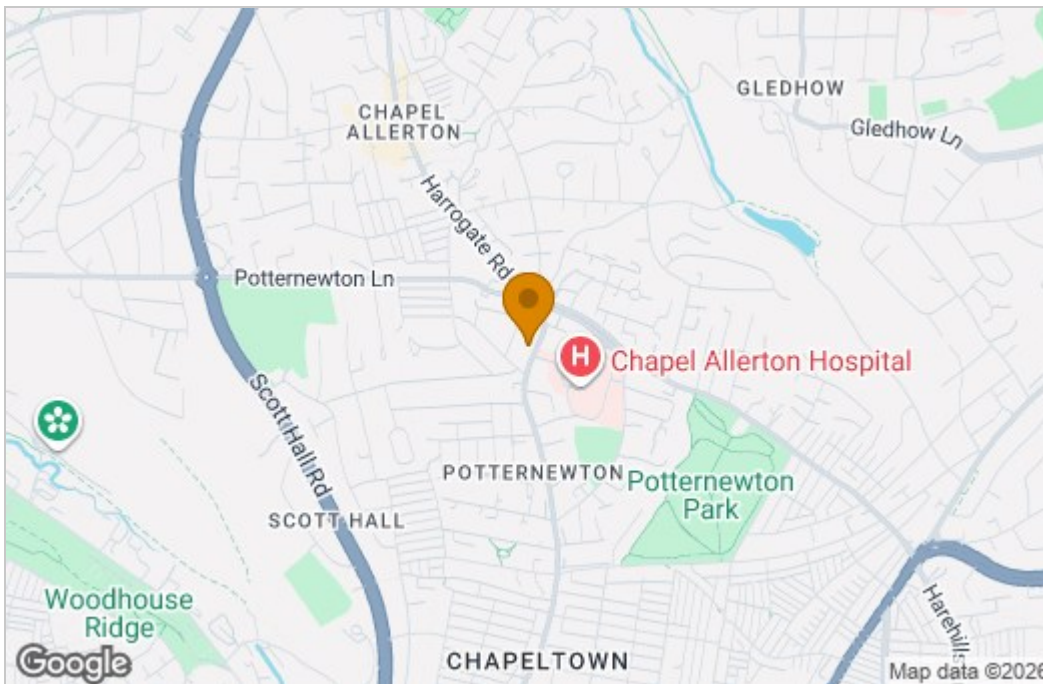 GLEDHOW
CHAPEL
ALLERTON
Gledhow Ln
Harrogate Rd
Potternewton Ln
H
Chapel Allerton Hospital
Scott Hall Rd
POTTERNEWTON
Potternewton
Park
SCOTT HALL
Woodhouse
Ridge
Harehills
CHAPELTOWN
Google
Map data ©2026